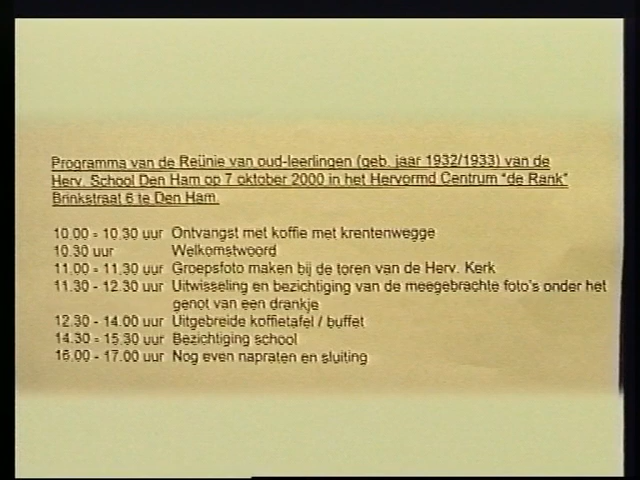 Programma van de Reünie van oud-leerlingen (geb. jaar 1932/1933) van de
Herv. School Den Ham op 7 oktober 2000 in het Hervormd Centrum "de Rank"
Brinkstraat 6 te Den Ham.
10.00 - 10.30 uur Ontvangst met koffie met krentenwegge
10.30 uur Welkomstwoord
11.00 - 11.30 uur Groepsfoto maken bij de toren van de Herv. Kerk
11.30 - 12.30 uur Uitwisseling en bezichtiging van de meegebrachte foto's onder het
genot van een drankje
12.30 - 14.00 uur Uitgebreide koffietafel / buffet
14.30 - 15.30 uur Bezichtiging school
16.00 - 17.00 uur Nog even napraten en sluiting